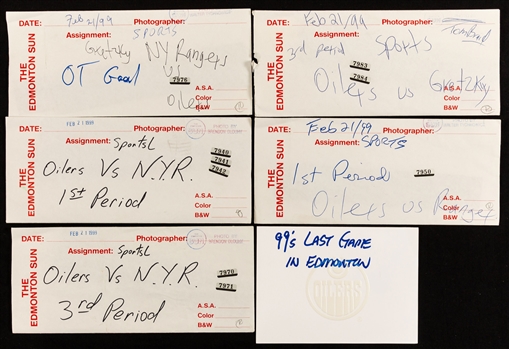 DATE: Feb 21/99 Photographer:
Assignment: SPORTS
THE EDMONTON SUN
Gretzky NY Rangers
OT Goal vs
7976
Oilers
A.S.A.
Color
B&W
DATE: Feb 21/99 Photographer:
Assignment:
THE EDMONTON SUN
3rd Period Sports
7983
7984
Oilers vs Gretzky
A.S.A.
Color
B&W
DATE: FEB 21 1999 Photographer:
Assignment: Sports
THE EDMONTON SUN
7940
7941
7942
Oilers Vs N.Y.R.
1st Period
A.S.A.
Color
B&W
DATE: Feb 21/99 Photographer:
Assignment: SPORTS
THE EDMONTON SUN
1st Period 7950
Oilers vs Rangers
A.S.A.
Color
B&W
DATE: FEB 21 1999 Photographer:
Assignment: Sports
THE EDMONTON SUN
Oilers Vs N.Y.R.
7970
7971
3rd Period
A.S.A.
Color
B&W
99's LAST GAME
IN EDMONTON
OILERS